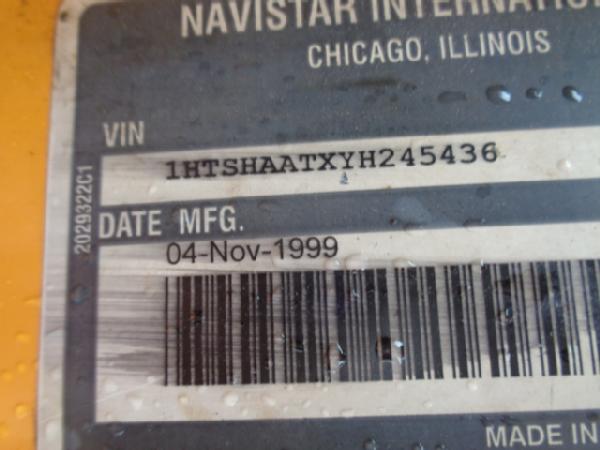 NAVISTAR INTERNATIO
CHICAGO, ILLINOIS
VIN
1HTSHAATXYH245436
DATE MFG.
04-Nov-1999
2029322C1
MADE IN